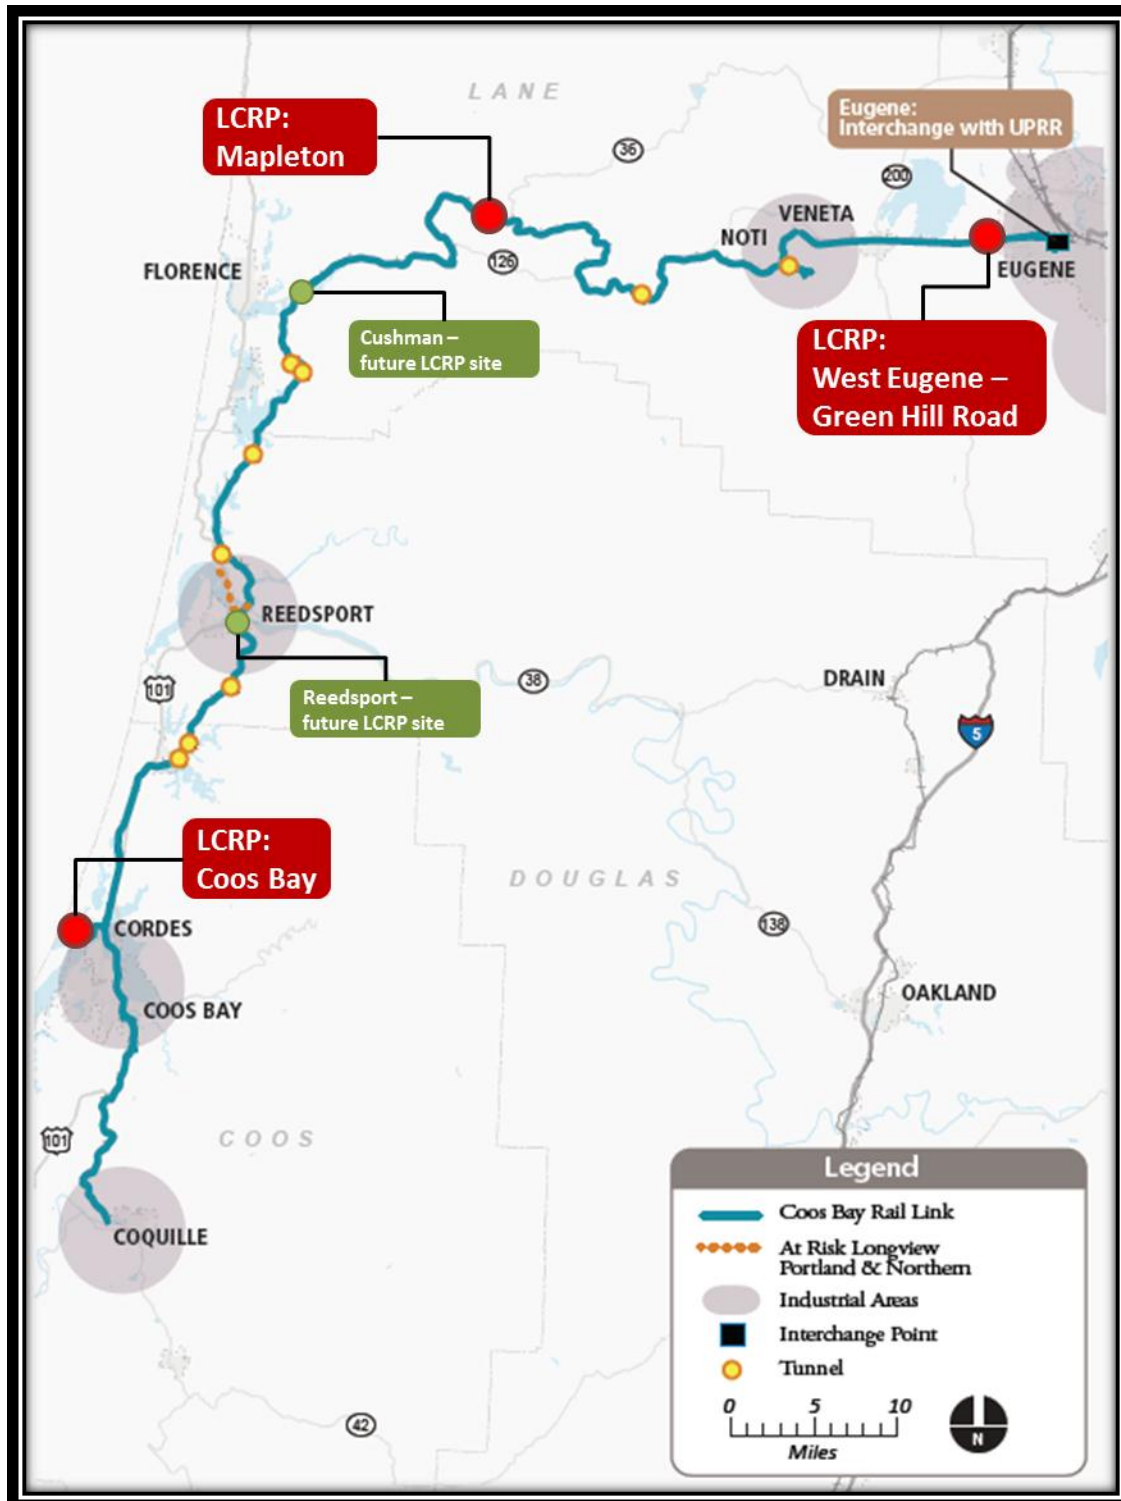 LANE
LCRP:
Mapleton
36
Eugene:
Interchange with UPRR
200
VENETA
NOTI
126
EUGENE
FLORENCE
Cushman –
future LCRP site
LCRP:
West Eugene –
Green Hill Road
REEDSPORT
101
38
DRAIN
Reedsport –
future LCRP site
5
LCRP:
Coos Bay
DOUGLAS
CORDES
138
COOS BAY
OAKLAND
101
COOS
COQUILLE
42
Legend
Coos Bay Rail Link
At Risk Longview
Portland & Northern
Industrial Areas
Interchange Point
Tunnel
0 5 10
Miles
N